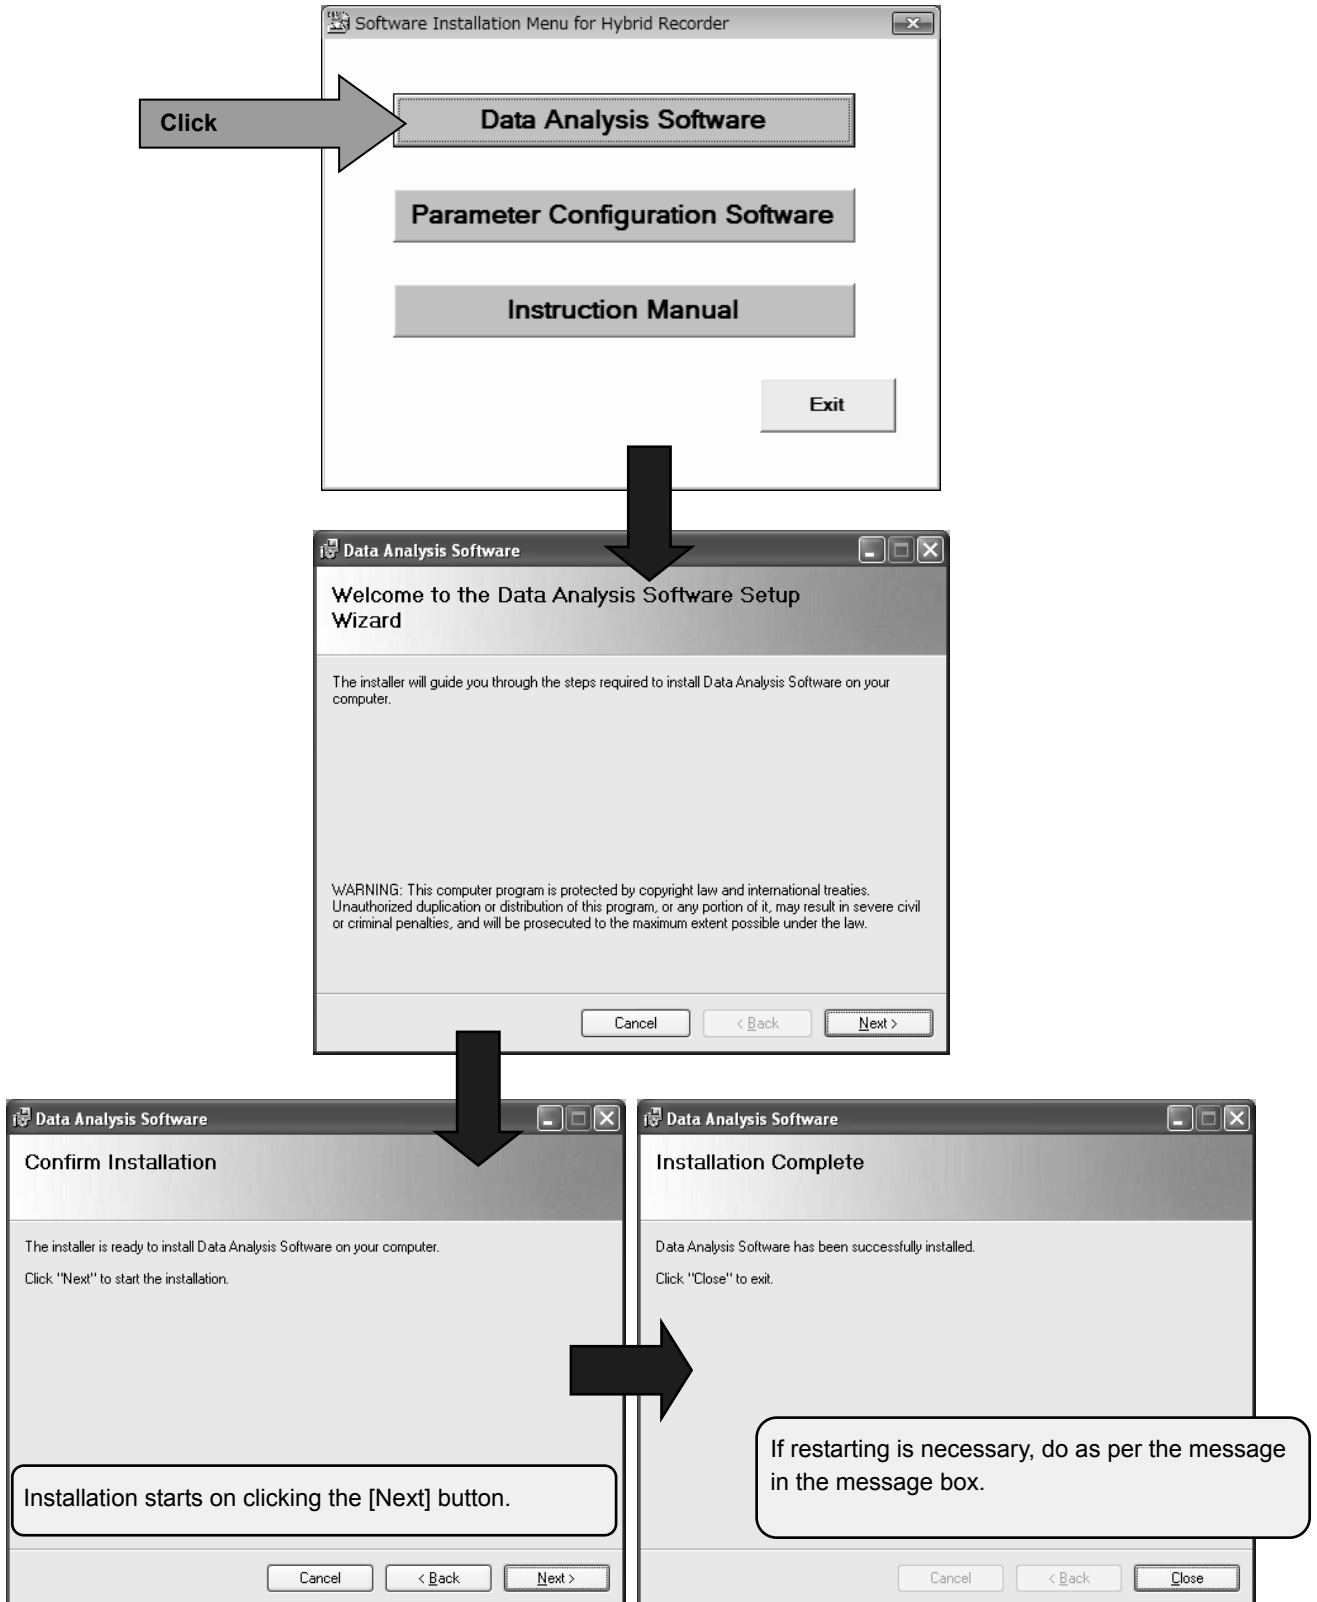 Software Installation Menu for Hybrid Recorder
Click
Data Analysis Software
Parameter Configuration Software
Instruction Manual
Exit
Data Analysis Software
Welcome to the Data Analysis Software Setup
Wizard
The installer will guide you through the steps required to install Data Analysis Software on your
computer.
WARNING: This computer program is protected by copyright law and international treaties.
Unauthorized duplication or distribution of this program, or any portion of it, may result in severe civil
or criminal penalties, and will be prosecuted to the maximum extent possible under the law.
Cancel
< Back
Next >
Data Analysis Software
Confirm Installation
The installer is ready to install Data Analysis Software on your computer.
Click "Next" to start the installation.
Installation starts on clicking the [Next] button.
Cancel
< Back
Next >
Data Analysis Software
Installation Complete
Data Analysis Software has been successfully installed.
Click "Close" to exit.
If restarting is necessary, do as per the message
in the message box.
Cancel
< Back
Close